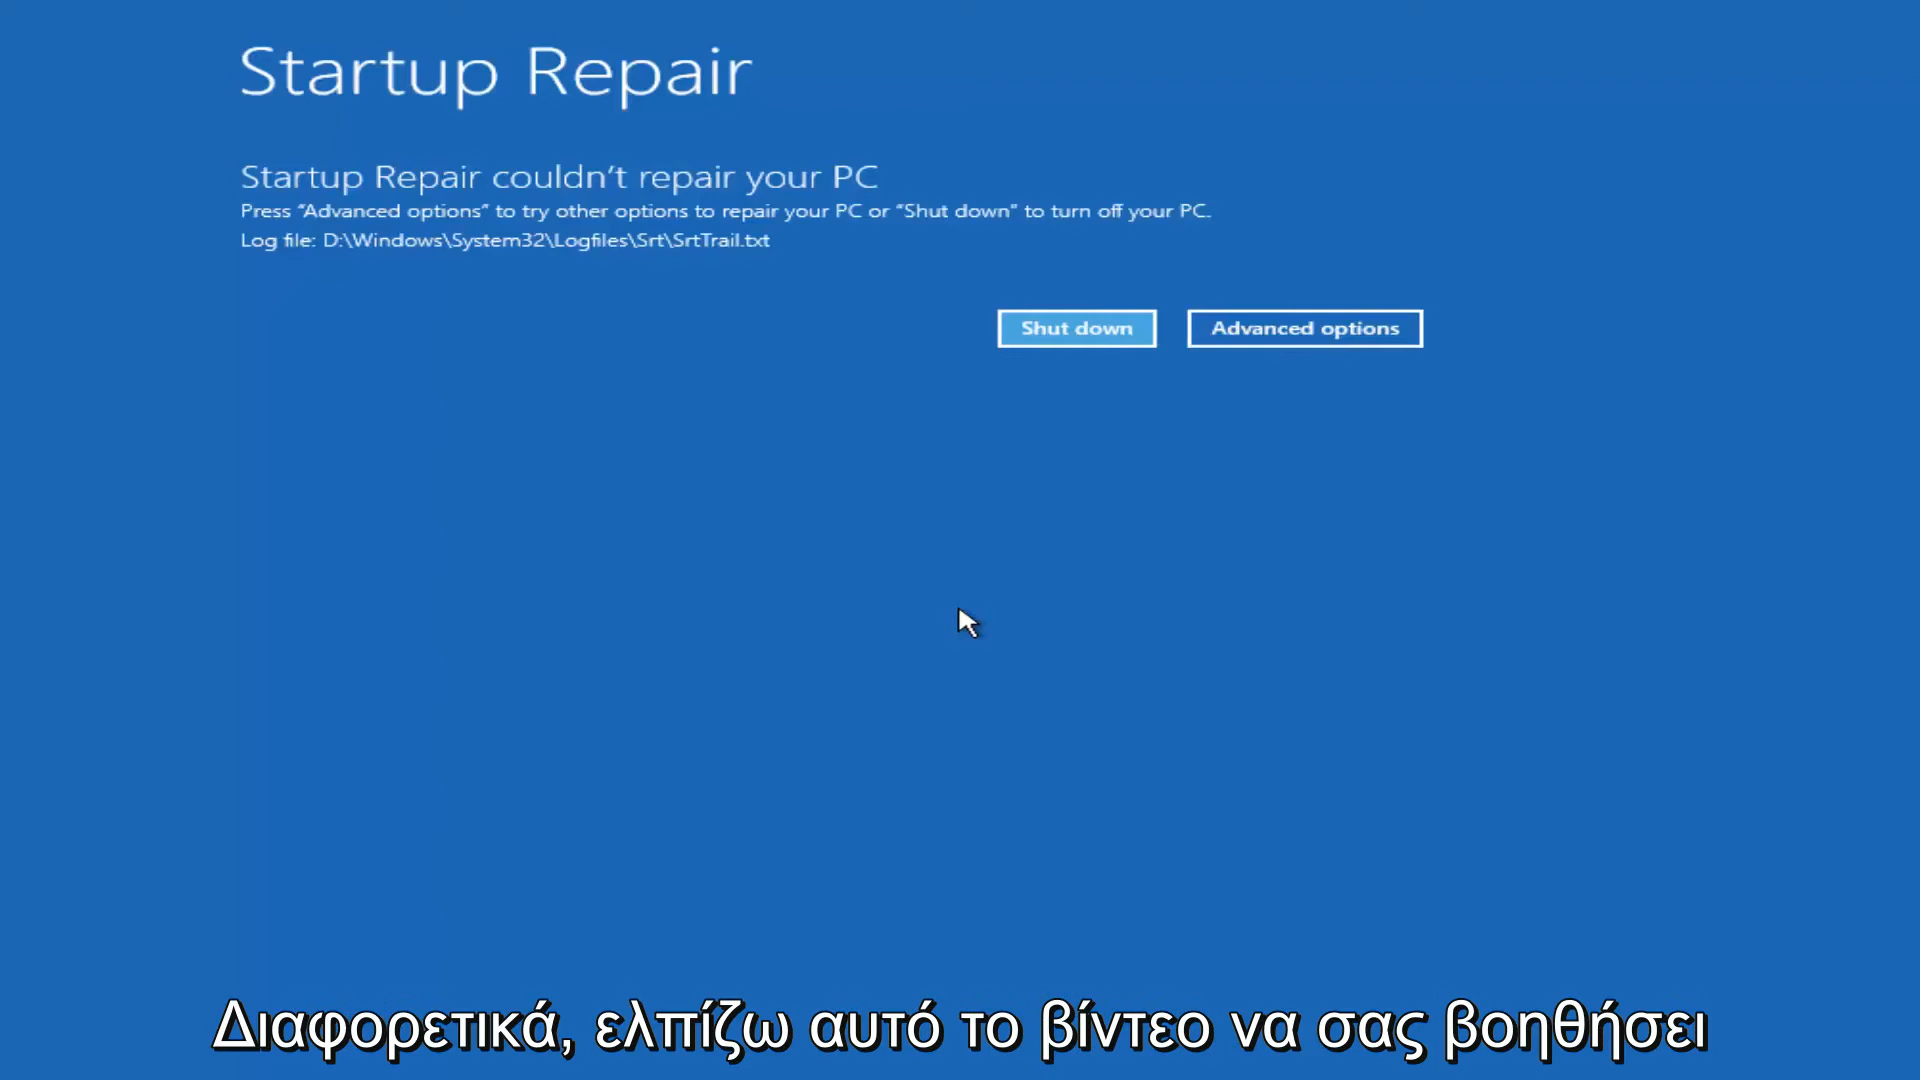 Startup Repair
Startup Repair couldn't repair your PC
Press “Advanced options” to try other options to repair your PC or “Shut down” to turn off your PC.
Log file: D:\Windows\System32\Logfiles\Srt\SrtTrail.txt
Shut down
Advanced options
Διαφορετικά, ελπίζω αυτό το βίντεο να σας βοηθήσει